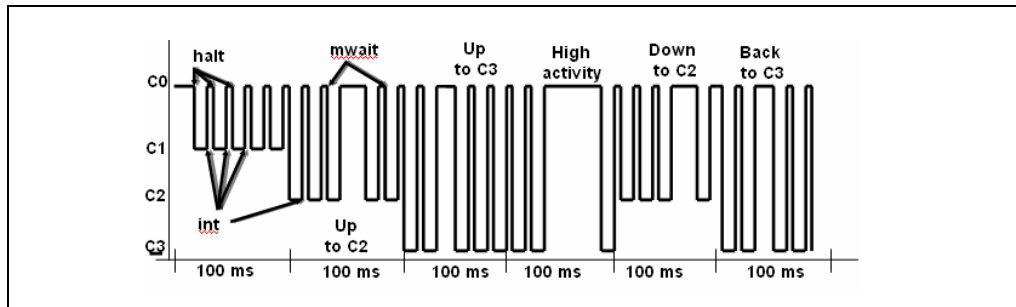 halt
mwait
Up
to C3
High
activity
Down
to C2
Back
to C3
C0
C1
C2
int
Up
to C2
C3
100 ms
100 ms
100 ms
100 ms
100 ms
100 ms